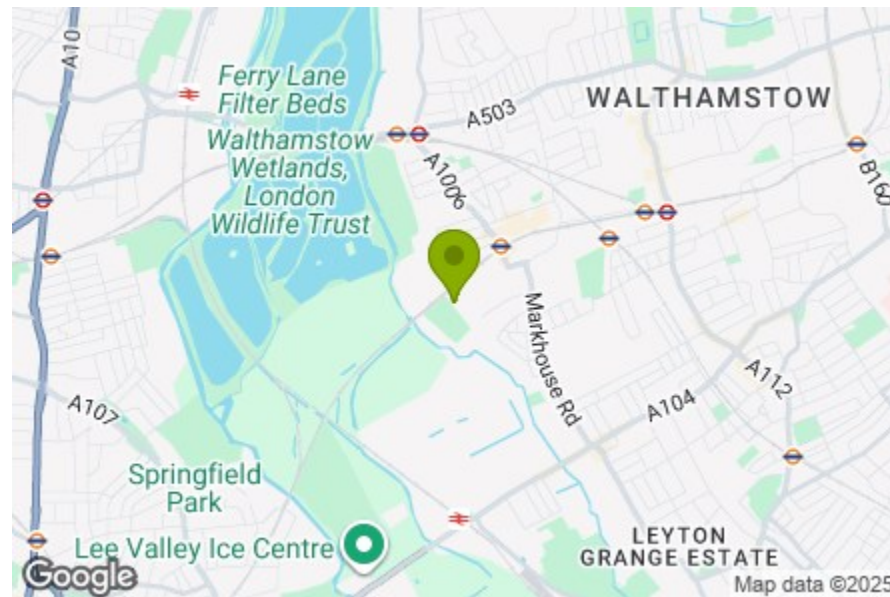 A10
Ferry Lane
Filter Beds
WALTHAMSTOW
A503
Walthamstow
Wetlands,
London
Wildlife Trust
A1006
B160
Markhouse Rd
A112
A107
A104
Springfield
Park
Lee Valley Ice Centre
LEYTON
GRANGE ESTATE
Google
Map data ©2025